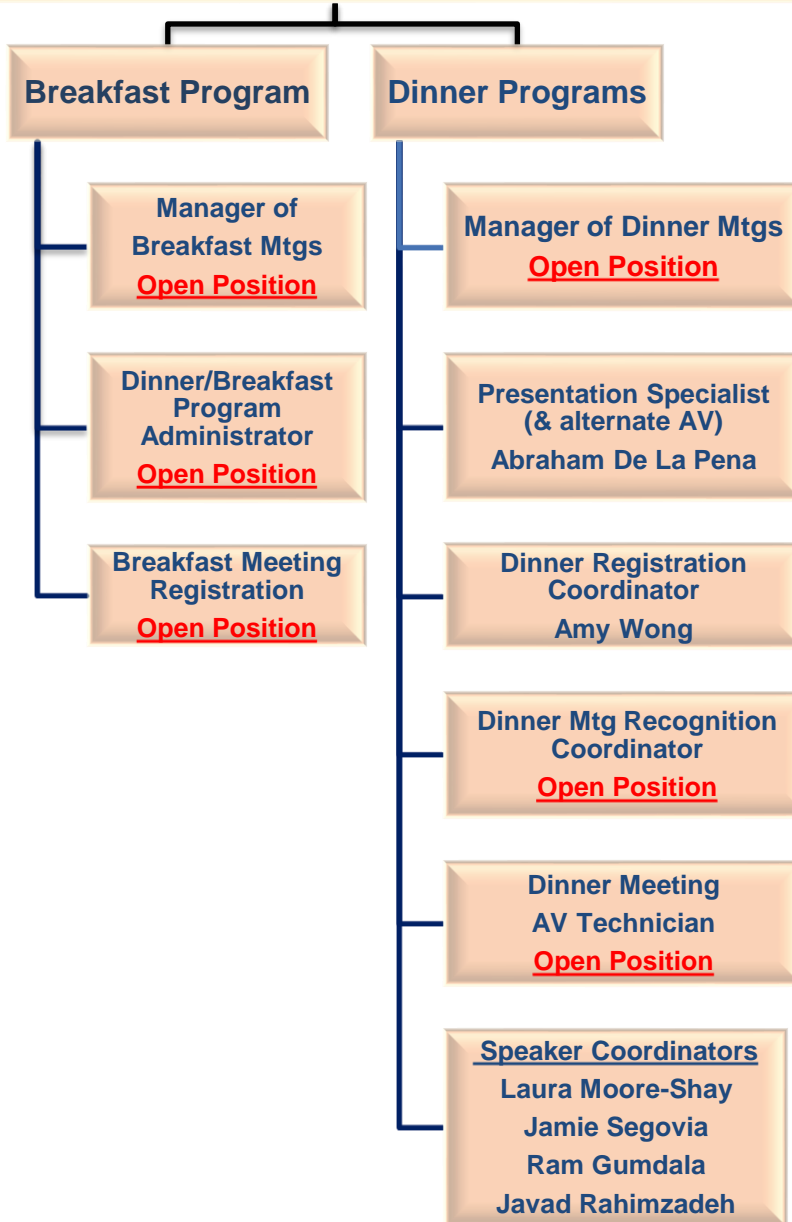 Breakfast Program
Manager of
Breakfast Mtgs
Open Position
Dinner/Breakfast
Program
Administrator
Open Position
Breakfast Meeting
Registration
Open Position
Dinner Programs
Manager of Dinner Mtgs
Open Position
Presentation Specialist
(& alternate AV)
Abraham De La Pena
Dinner Registration
Coordinator
Amy Wong
Dinner Mtg Recognition
Coordinator
Open Position
Dinner Meeting
AV Technician
Open Position
Speaker Coordinators
Laura Moore-Shay
Jamie Segovia
Ram Gumdala
Javad Rahimzadeh